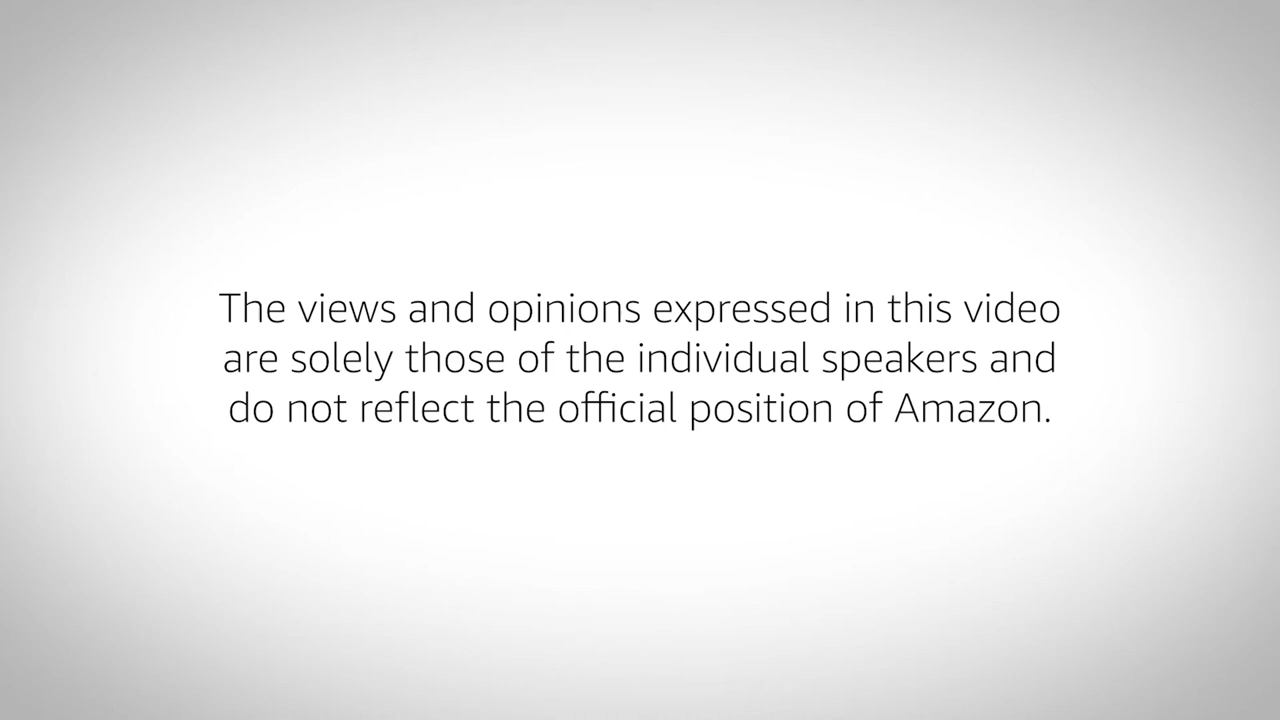 The views and opinions expressed in this video
are solely those of the individual speakers and
do not reflect the official position of Amazon.